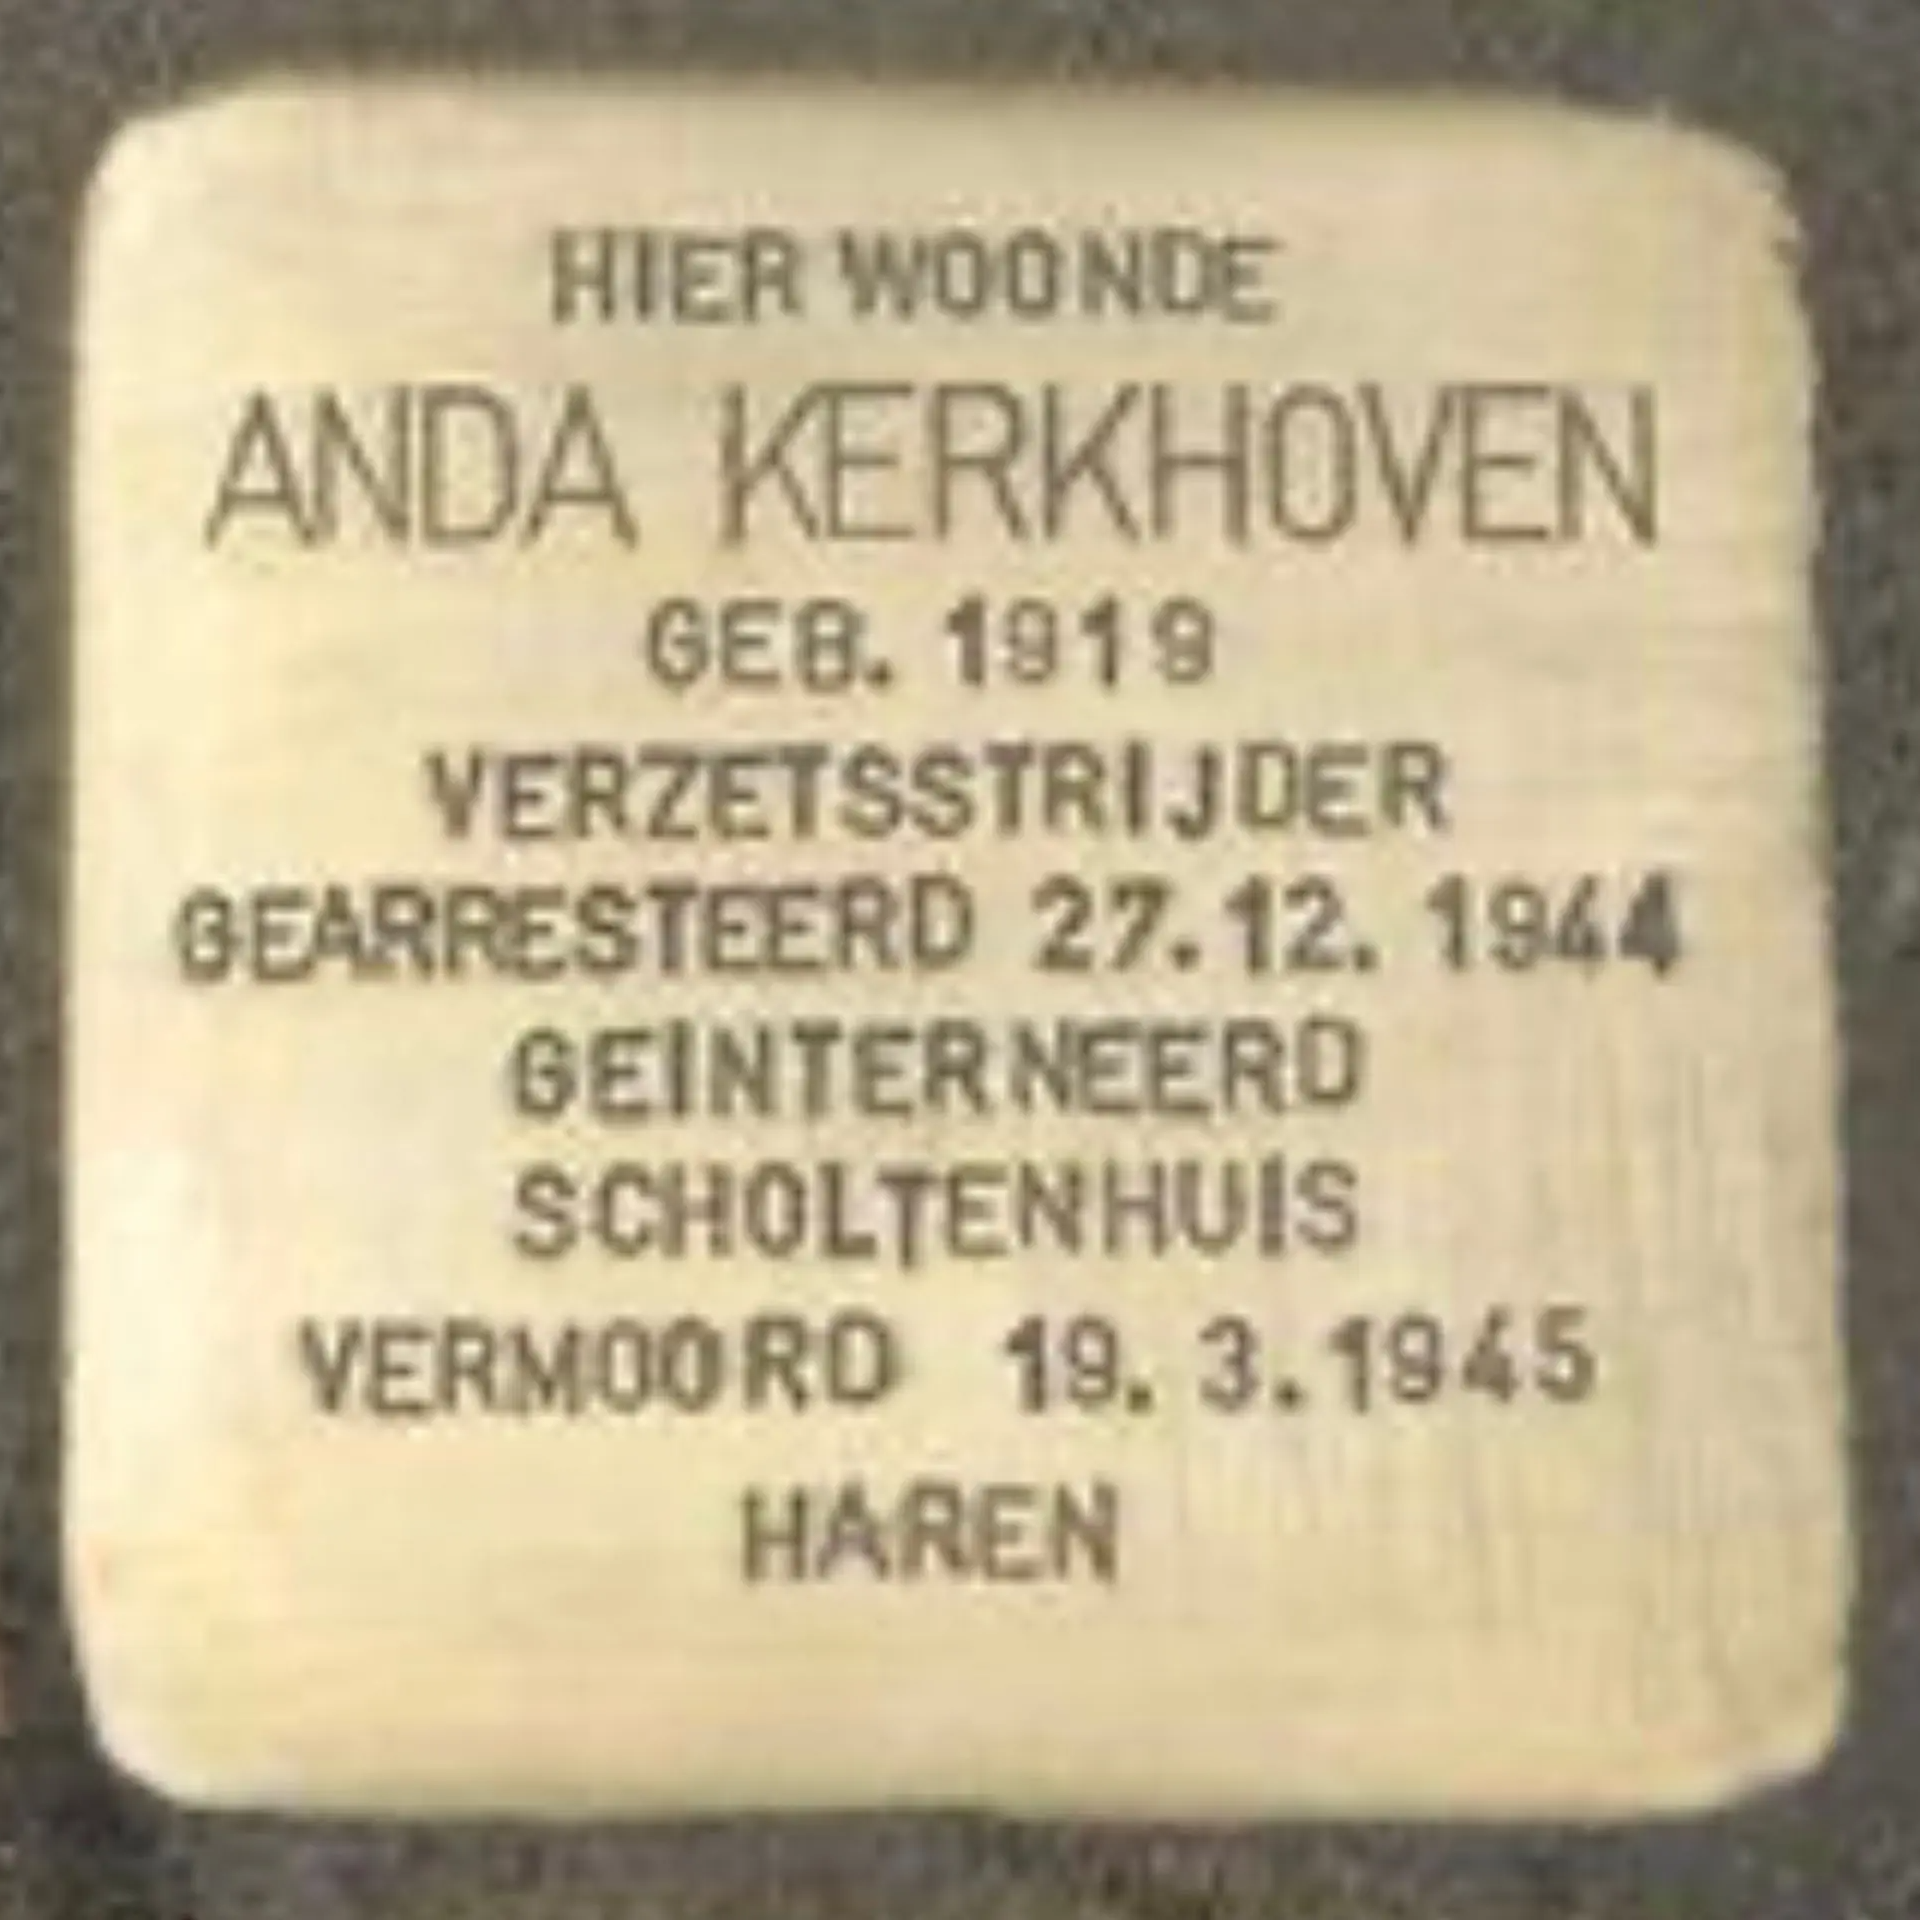 HIER WOONDE
ANDA KERKHOVEN
GEB. 1919
VERZETSSTRIJDER
GEARRESTEERD 27.12.1944
GEINTERNEERD
SCHOLTENHUIS
VERMOORD 19.3.1945
HAREN